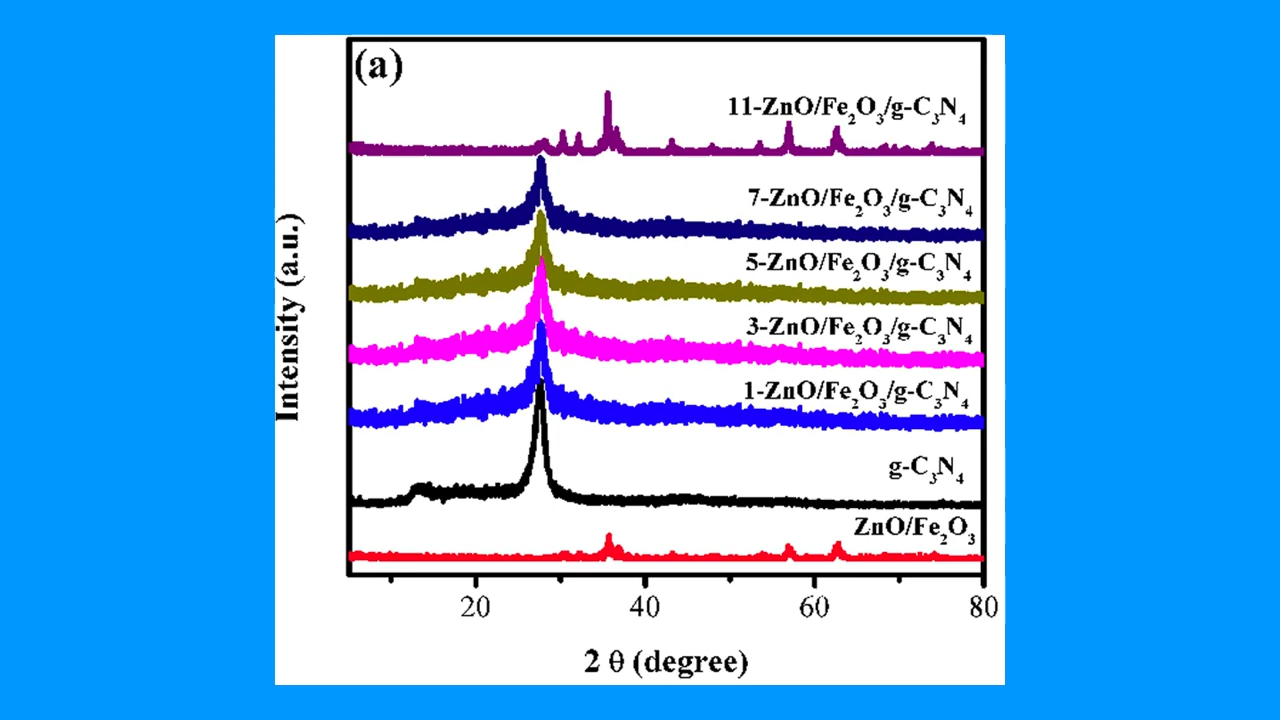 (a)
11-ZnO/Fe₂O₃/g-C₃N₄
7-ZnO/Fe₂O₃/g-C₃N₄
5-ZnO/Fe₂O₃/g-C₃N₄
3-ZnO/Fe₂O₃/g-C₃N₄
1-ZnO/Fe₂O₃/g-C₃N₄
g-C₃N₄
ZnO/Fe₂O₃
Intensity (a.u.)
20 40 60 80
2 θ (degree)